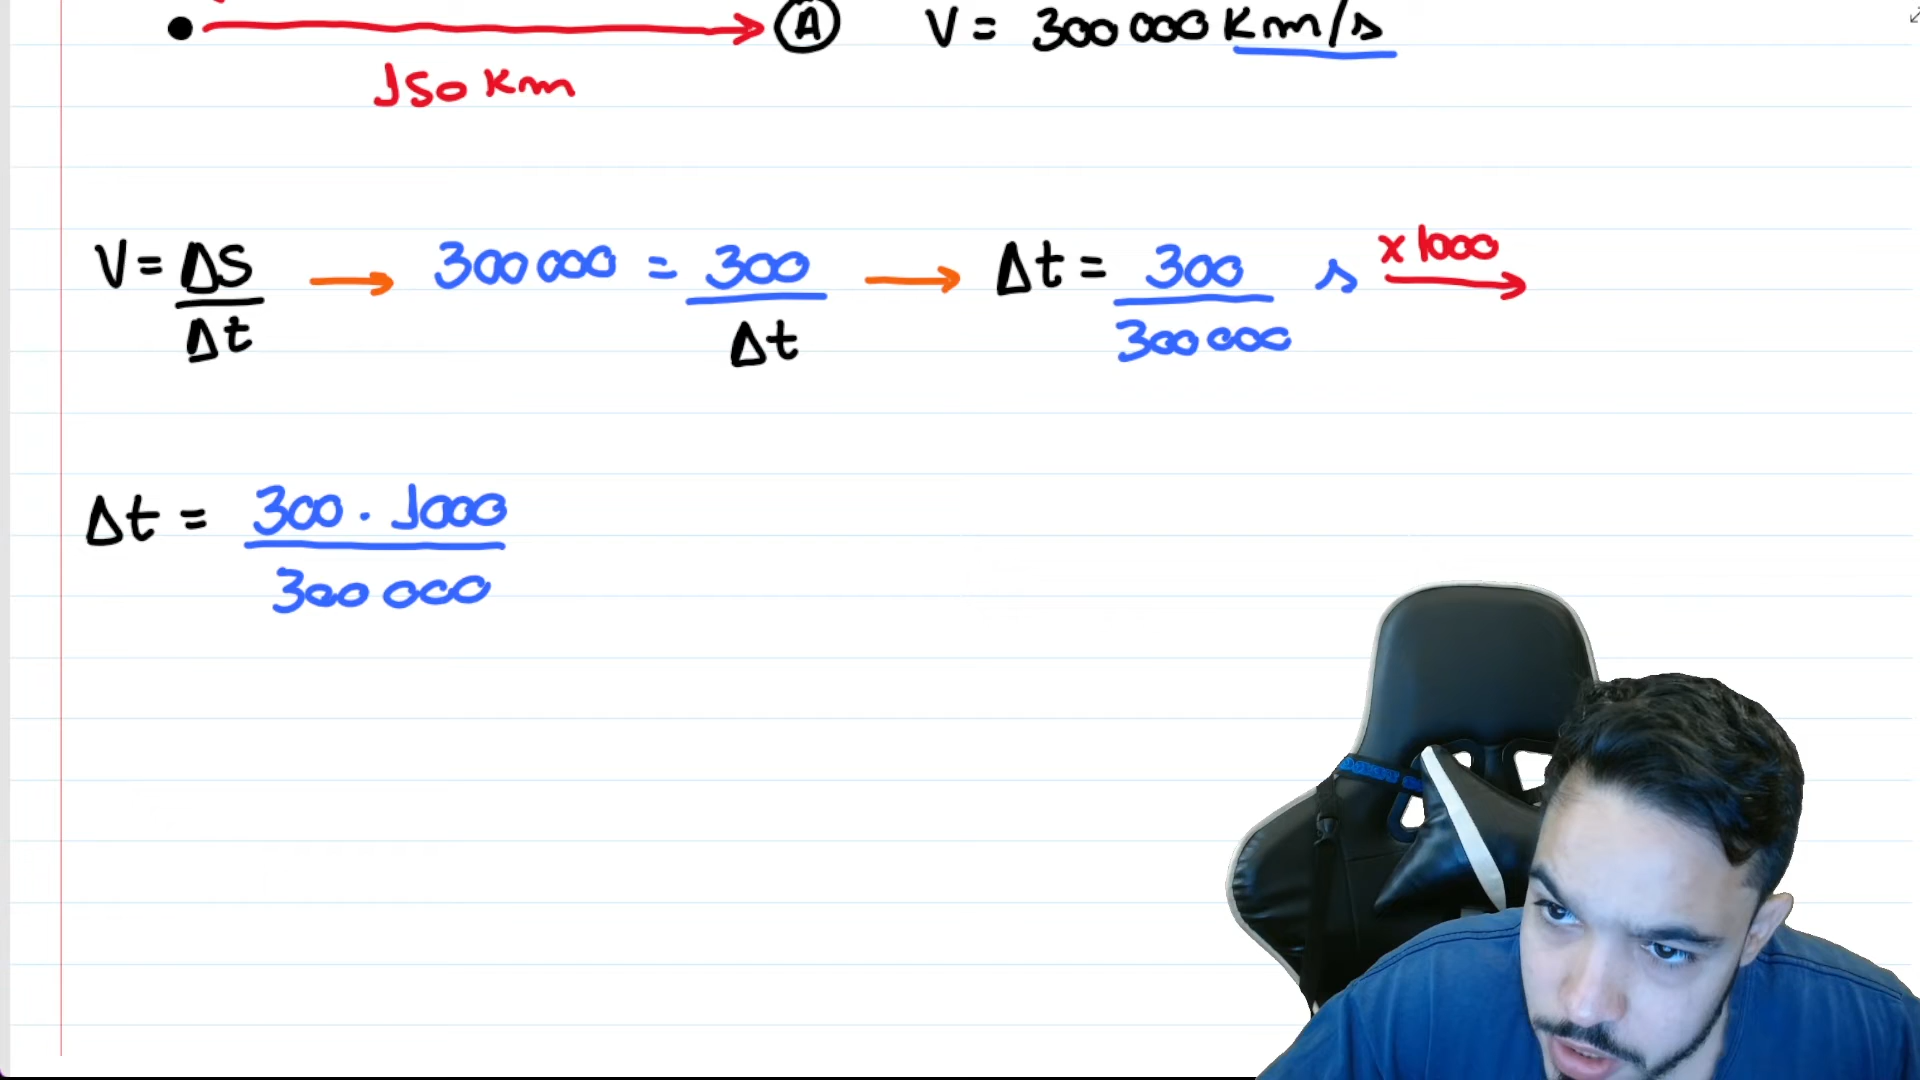 Ⓐ V = 300 000 Km/s
150 Km
V = ΔS/Δt → 300 000 = 300/Δt → Δt = 300/300 000 s x1000 →
Δt = 300 · 1000/300 000